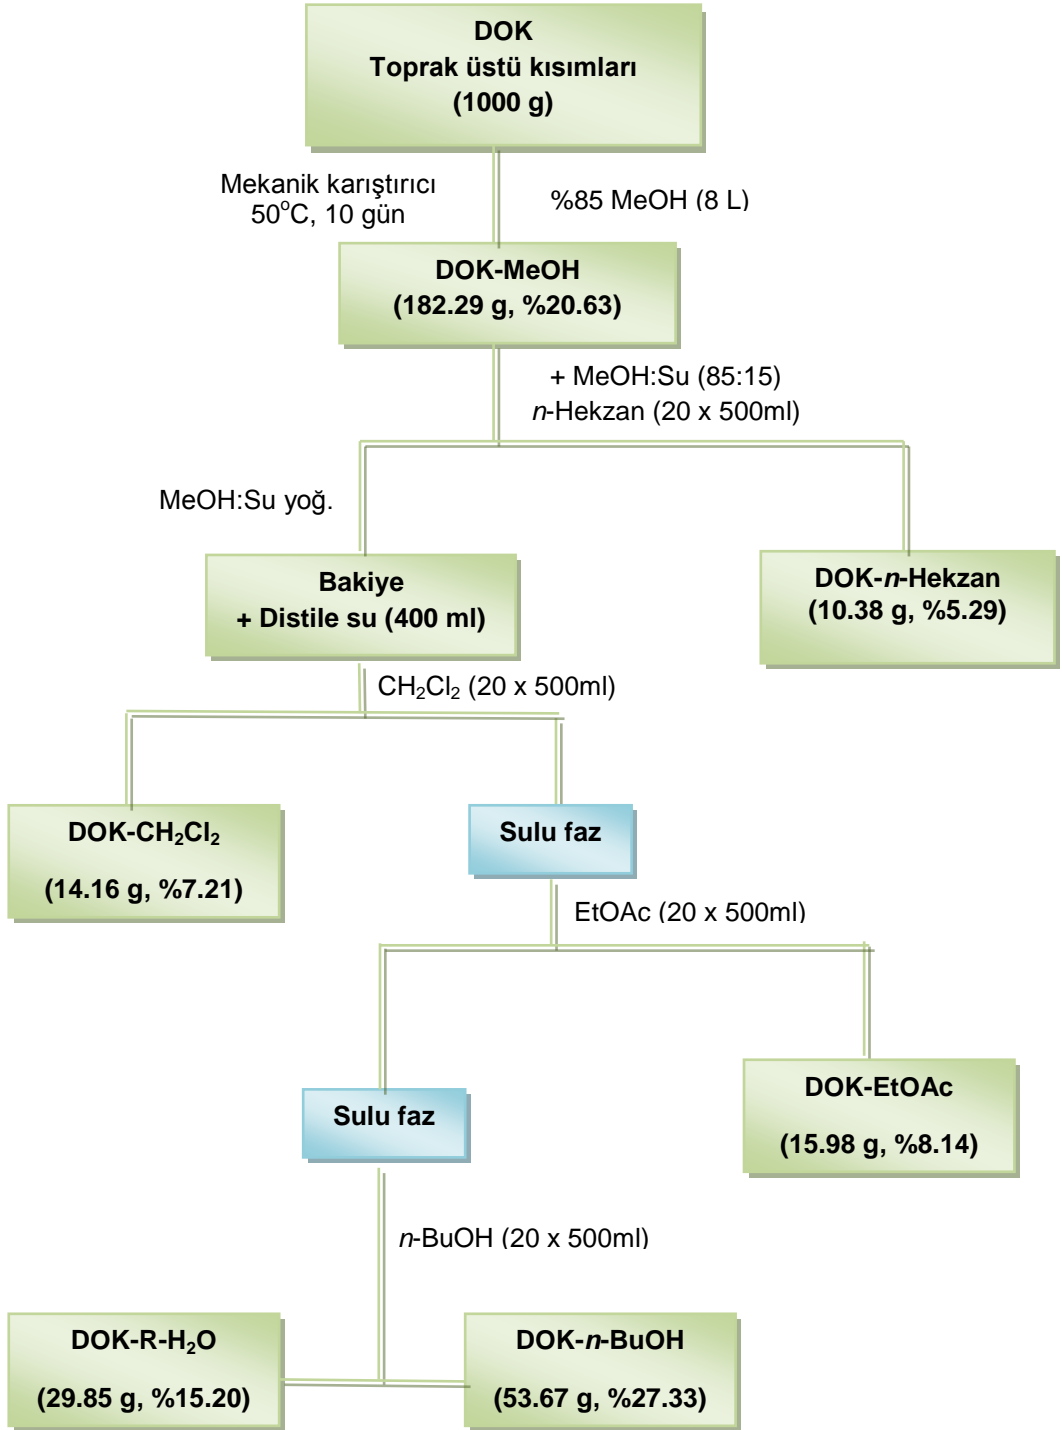 DOK
Toprak üstü kısımları
(1000 g)
Mekanik karıştırıcı
50°C, 10 gün
%85 MeOH (8 L)
DOK-MeOH
(182.29 g, %20.63)
+ MeOH:Su (85:15)
n-Hekzan (20 x 500ml)
MeOH:Su yoğ.
Bakiye
+ Distile su (400 ml)
DOK-n-Hekzan
(10.38 g, %5.29)
CH₂Cl₂ (20 x 500ml)
DOK-CH₂Cl₂
(14.16 g, %7.21)
Sulu faz
EtOAc (20 x 500ml)
Sulu faz
DOK-EtOAc
(15.98 g, %8.14)
n-BuOH (20 x 500ml)
DOK-R-H₂O
(29.85 g, %15.20)
DOK-n-BuOH
(53.67 g, %27.33)